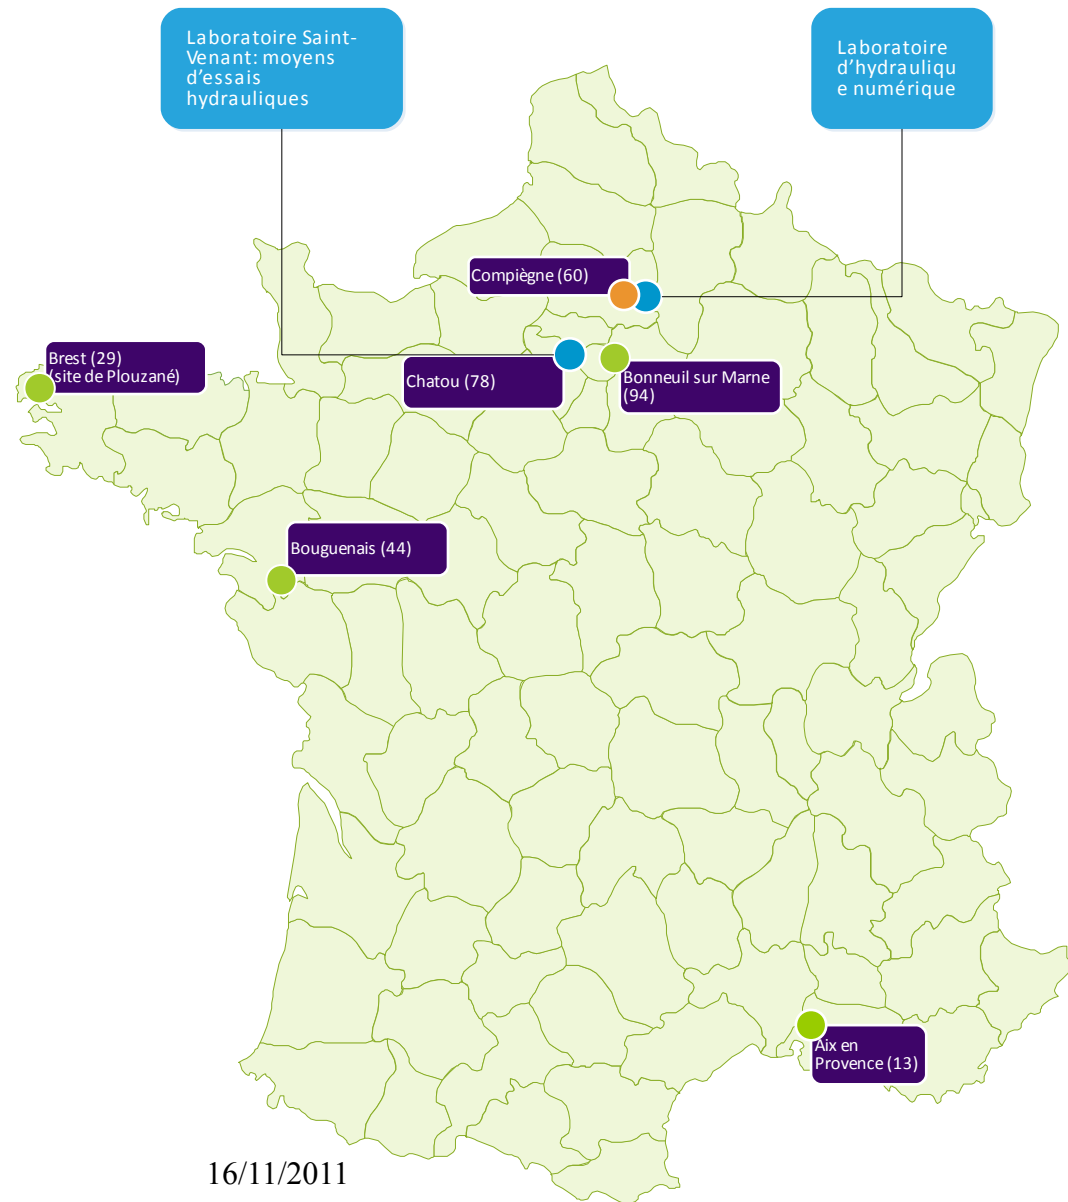 Laboratoire Saint-
Venant: moyens
d'essais
hydrauliques
Laboratoire
d'hydrauliqu
e numérique
Compiègne (60)
Brest (29)
(site de Plouzané)
Chatou (78)
Bonneuil sur Marne
(94)
Bouguenais (44)
Aix en
Provence (13)
16/11/2011